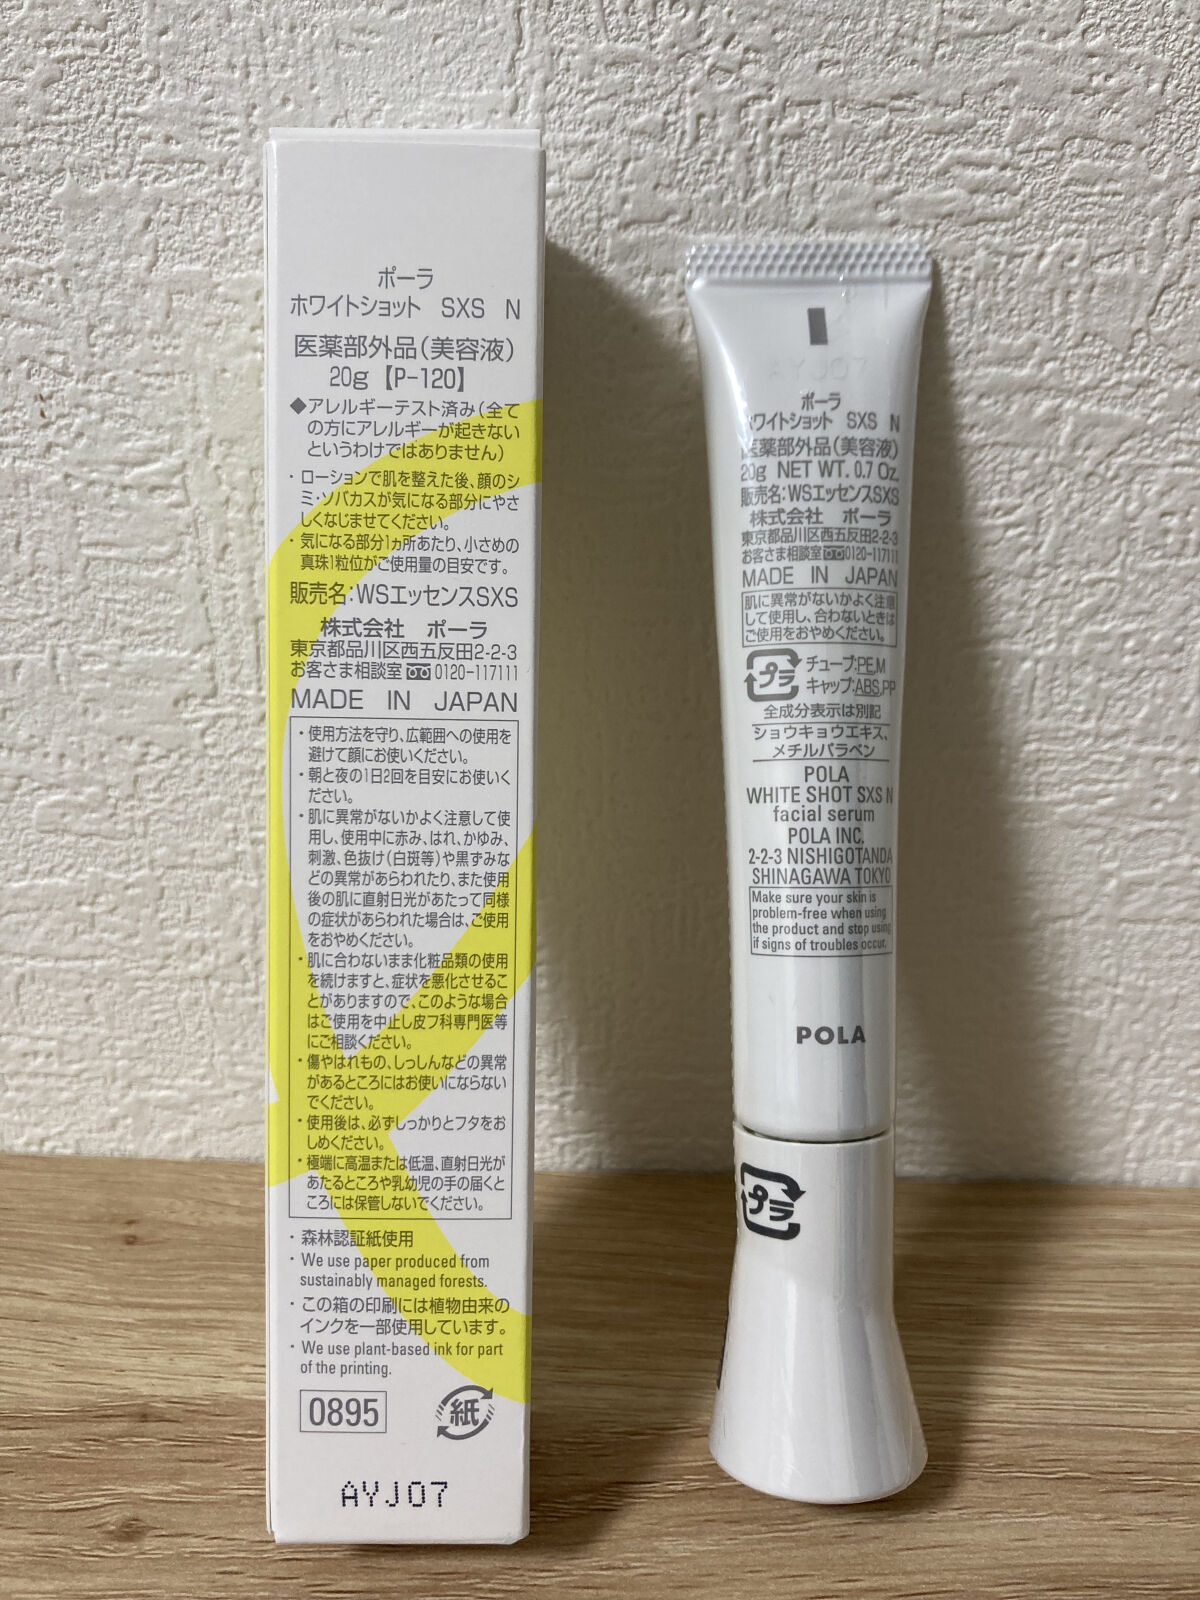 ポーラ
ホワイトショット SXS N
医薬部外品(美容液)
20g【P-120】
◆アレルギーテスト済み(全て
の方にアレルギーが起きない
というわけではありません)
・ローションで肌を整えた後、顔のシ
ミ・ソバカスが気になる部分にやさ
しくなじませてください。
・気になる部分1ヵ所あたり、小さめの
真珠1粒位がご使用量の目安です。
販売名:WSエッセンスSXS
株式会社 ポーラ
東京都品川区西五反田2-2-3
お客さま相談室 0120-117111
MADE IN JAPAN
・使用方法を守り、広範囲への使用を
避けて顔にお使いください。
・朝と夜の1日2回を目安にお使いく
ださい。
・肌に異常がないかよく注意して使
用し、使用中に赤み、はれ、かゆみ、
刺激、色抜け(白斑等)や黒ずみな
どの異常があらわれたり、また使用
後の肌に直射日光があたって同様
の症状があらわれた場合は、ご使用
をおやめください。
・肌に合わないまま化粧品類の使用
を続けますと、症状を悪化させるこ
とがありますので、このような場合
はご使用を中止し皮フ科専門医等
にご相談ください。
・傷やはれもの、しっしんなどの異常
があるところにはお使いにならない
でください。
・使用後は、必ずしっかりとフタをお
しめください。
・極端に高温または低温、直射日光が
あたるところや乳幼児の手の届くと
ころには保管しないでください。
・森林認証紙使用
・We use paper produced from
sustainably managed forests.
・この箱の印刷には植物由来の
インクを一部使用しています。
・We use plant-based ink for part
of the printing.
0895
紙
AYJ07
AYJ07
ポーラ
ホワイトショット SXS N
医薬部外品(美容液)
20g NET WT. 0.7 Oz.
販売名:WSエッセンスSXS
株式会社 ポーラ
東京都品川区西五反田2-2-3
お客さま相談室 0120-117111
MADE IN JAPAN
肌に異常がないかよく注意
して使用し、合わないときは
ご使用をおやめください。
プラ
チューブ:PE,M
キャップ:ABS,PP
全成分表示は別記
ショウキョウエキス、
メチルパラベン
POLA
WHITE SHOT SXS N
facial serum
POLA INC.
2-2-3 NISHIGOTANDA
SHINAGAWA TOKYO
Make sure your skin is
problem-free when using
the product and stop using
if signs of troubles occur.
POLA
プラ